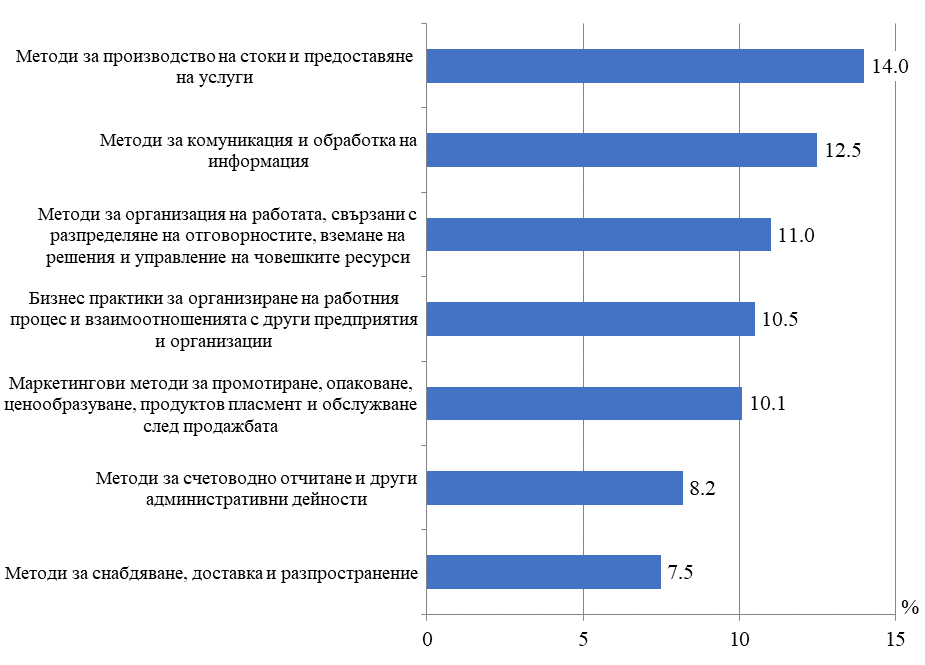 Методи за производство на стоки и предоставяне
на услуги
14.0
Методи за комуникация и обработка на
информация
12.5
Методи за организация на работата, свързани с
разпределяне на отговорностите, вземане на
решения и управление на човешките ресурси
11.0
Бизнес практики за организиране на работния
процес и взаимоотношенията с други предприятия
и организации
10.5
Маркетингови методи за промотиране, опаковане,
ценообразуване, продуктов пласмент и обслужване
след продажбата
10.1
Методи за счетоводно отчитане и други
административни дейности
8.2
Методи за снабдяване, доставка и разпространение
7.5
%
0 5 10 15